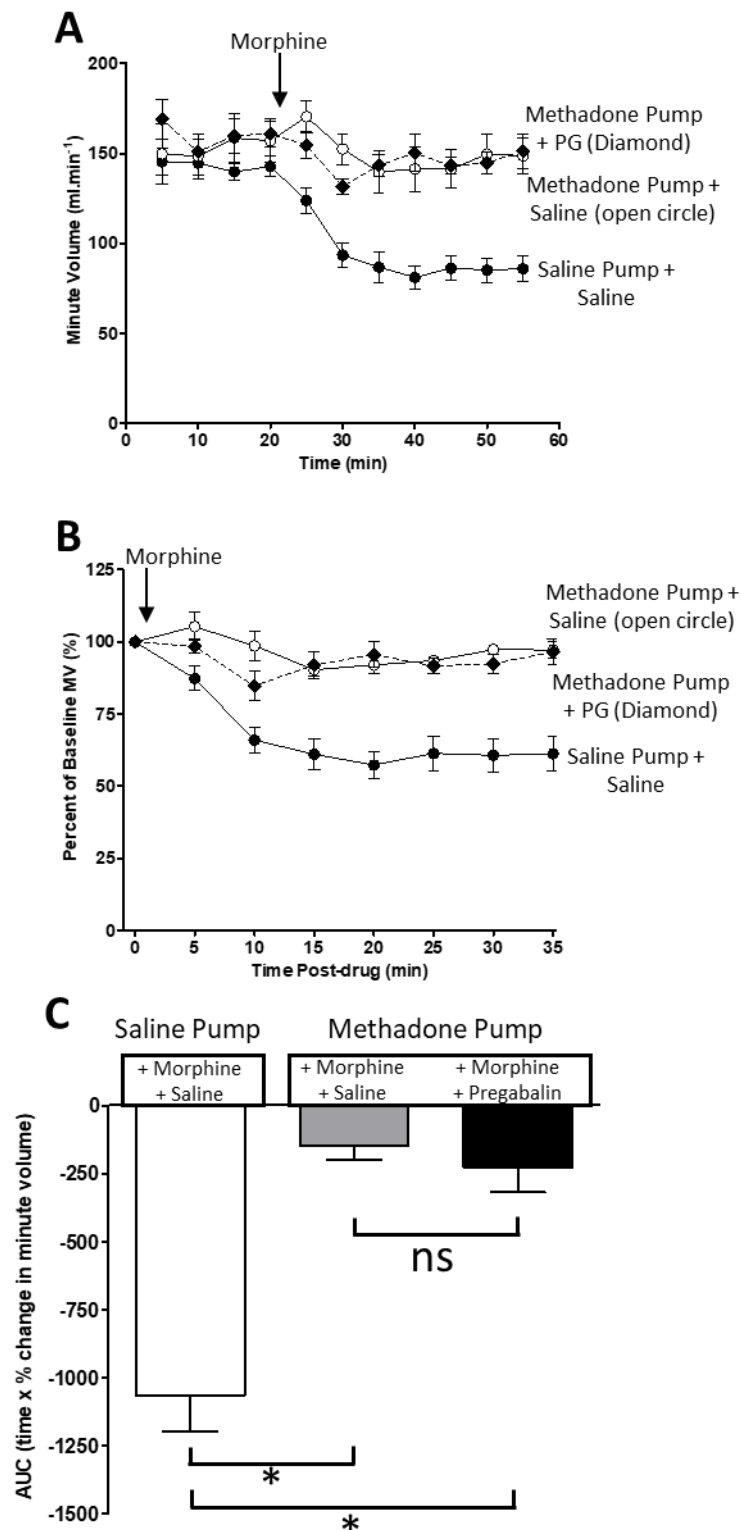 A
Morphine
200
150
100
50
0
Minute Volume (ml.min⁻¹)
0 10 20 30 40 50 60
Time (min)
Methadone Pump
+ PG (Diamond)
Methadone Pump +
Saline (open circle)
Saline Pump +
Saline
B
Morphine
125
100
75
50
25
0
Percent of Baseline MV (%)
0 5 10 15 20 25 30 35
Time Post-drug (min)
Methadone Pump +
Saline (open circle)
Methadone Pump
+ PG (Diamond)
Saline Pump +
Saline
C
Saline Pump Methadone Pump
+ Morphine + Morphine + Morphine
+ Saline + Saline + Pregabalin
0
-250
-500
-750
-1000
-1250
-1500
AUC (time x % change in minute volume)
ns
*
*